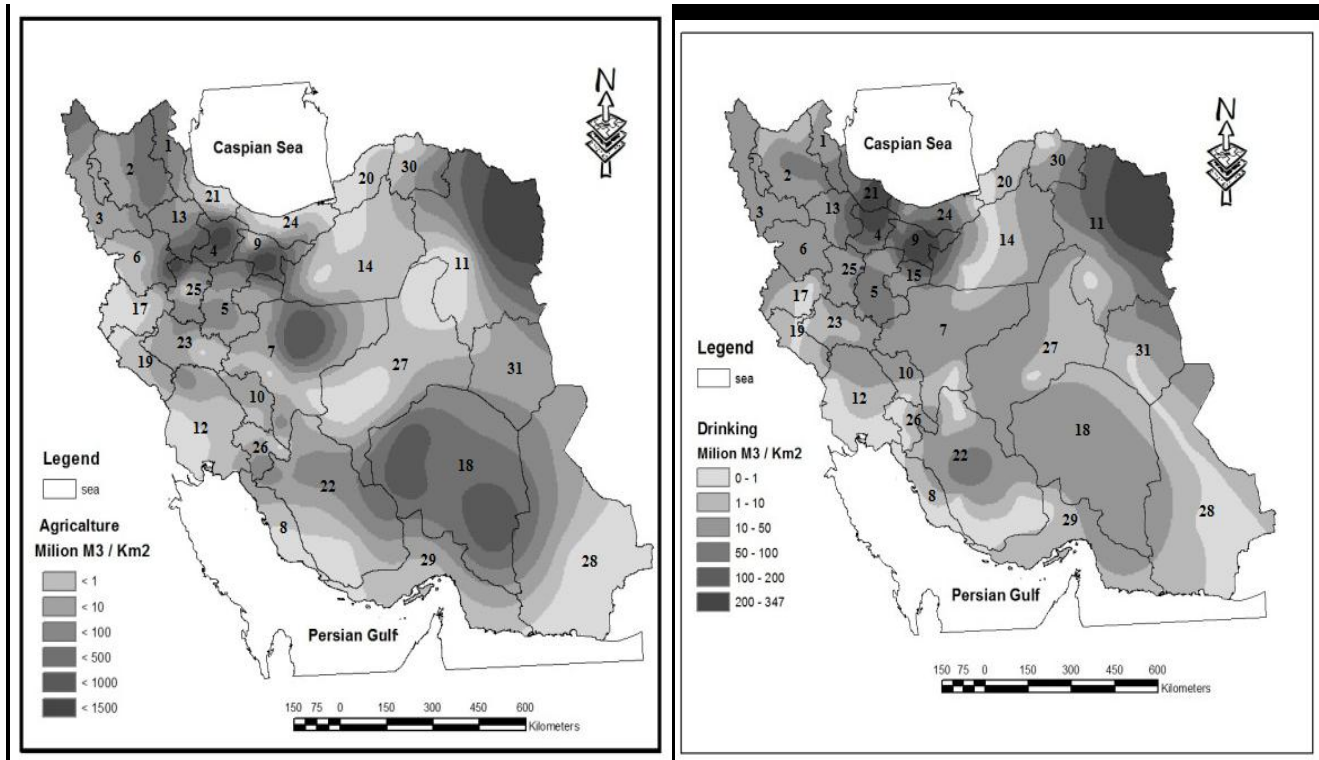 N
Caspian Sea
1
2
21
20
30
3
13
24
4
9
6
14
11
25
17
5
23
7
19
27
31
10
12
26
18
22
8
29
28
Persian Gulf
Legend
sea
Agricalture
Milion M3 / Km2
< 1
< 10
< 100
< 500
< 1000
< 1500
150 75 0 150 300 450 600
Kilometers
N
Caspian Sea
1
2
21
20
30
3
13
24
11
4
9
6
14
25
15
5
17
7
23
19
27
31
10
12
26
18
22
8
29
28
Persian Gulf
Legend
sea
Drinking
Milion M3 / Km2
0 - 1
1 - 10
10 - 50
50 - 100
100 - 200
200 - 347
150 75 0 150 300 450 600
Kilometers